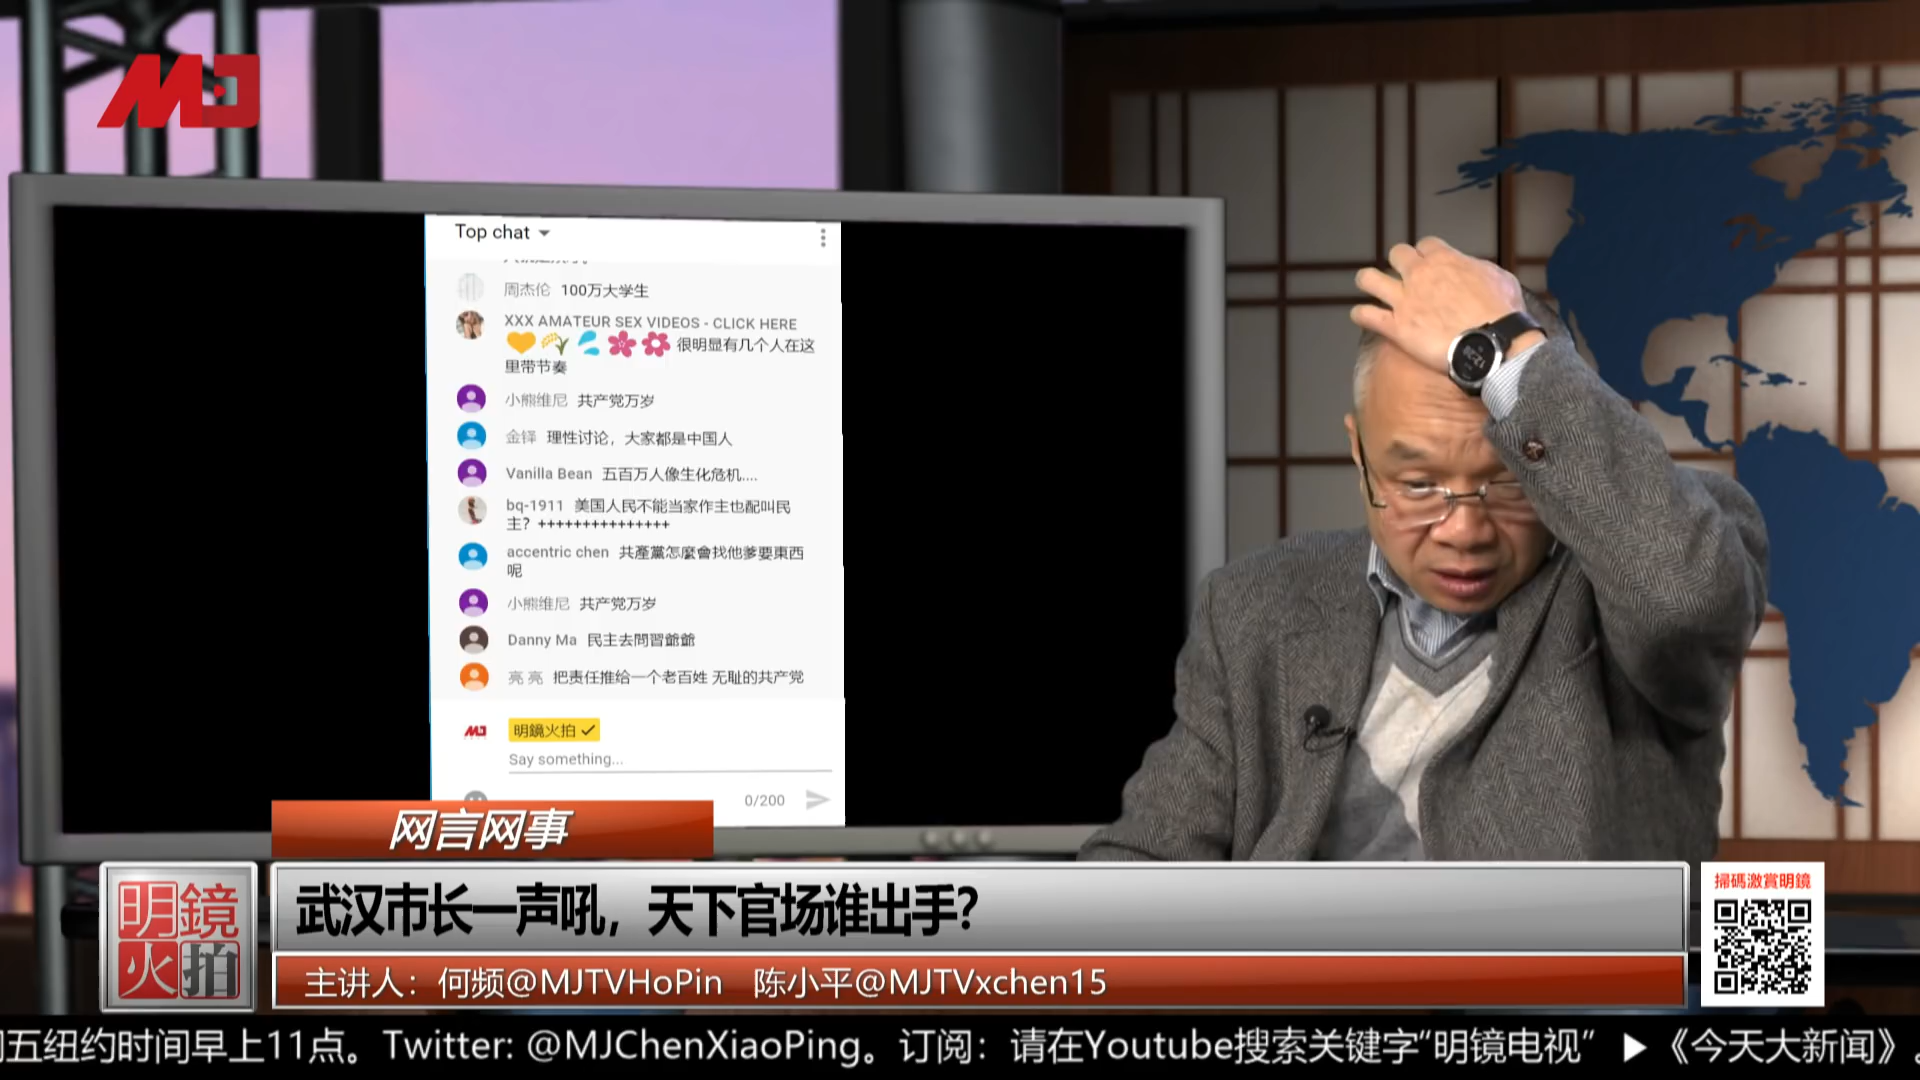 MJ
Top chat
周杰伦 100万大学生
XXX AMATEUR SEX VIDEOS - CLICK HERE
很明显有几个人在这
里带节奏
小熊维尼 共产党万岁
金铎 理性讨论，大家都是中国人
Vanilla Bean 五百万人像生化危机....
bq-1911 美国人民不能当家作主也配叫民
主？+++++++++++++++
accentric chen 共產黨怎麼會找他爹要東西
呢
小熊维尼 共产党万岁
Danny Ma 民主去問習爺爺
亮 亮 把责任推给一个老百姓 无耻的共产党
MJ 明鏡火拍
Say something...
0/200
网言网事
明鏡
火拍
武汉市长一声吼，天下官场谁出手?
主讲人：何频@MJTVHoPin 陈小平@MJTVxchen15
掃碼激賞明鏡
五纽约时间早上11点。Twitter: @MJChenXiaoPing。订阅：请在Youtube搜索关键字“明镜电视” ▶《今天大新闻》。